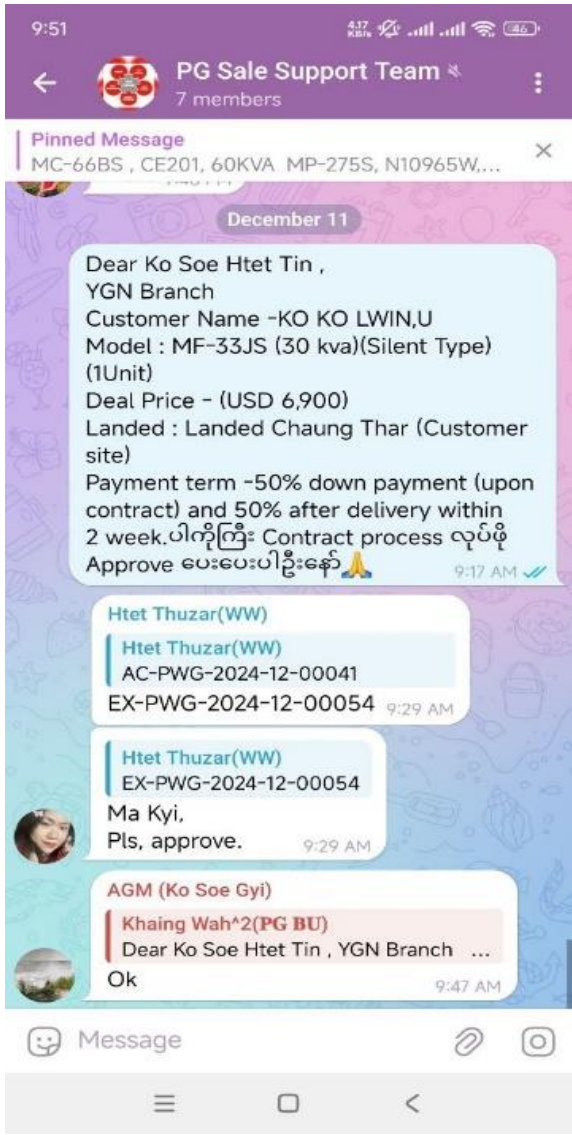 9:51
4.17
KB/s
46
PG Sale Support Team
7 members
Pinned Message
MC-66BS , CE201, 60KVA MP-275S, N10965W,...
December 11
Dear Ko Soe Htet Tin ,
YGN Branch
Customer Name -KO KO LWIN,U
Model : MF-33JS (30 kva)(Silent Type)
(1Unit)
Deal Price - (USD 6,900)
Landed : Landed Chaung Thar (Customer
site)
Payment term -50% down payment (upon
contract) and 50% after delivery within
2 week.ပါကိုကြီး Contract process လုပ်ဖို
Approve ပေးပေးပါဦးနော်🙏
9:17 AM
Htet Thuzar(WW)
Htet Thuzar(WW)
AC-PWG-2024-12-00041
EX-PWG-2024-12-00054
9:29 AM
Htet Thuzar(WW)
EX-PWG-2024-12-00054
Ma Kyi,
Pls, approve.
9:29 AM
AGM (Ko Soe Gyi)
Khaing Wah^2(PG BU)
Dear Ko Soe Htet Tin , YGN Branch ...
Ok
9:47 AM
Message